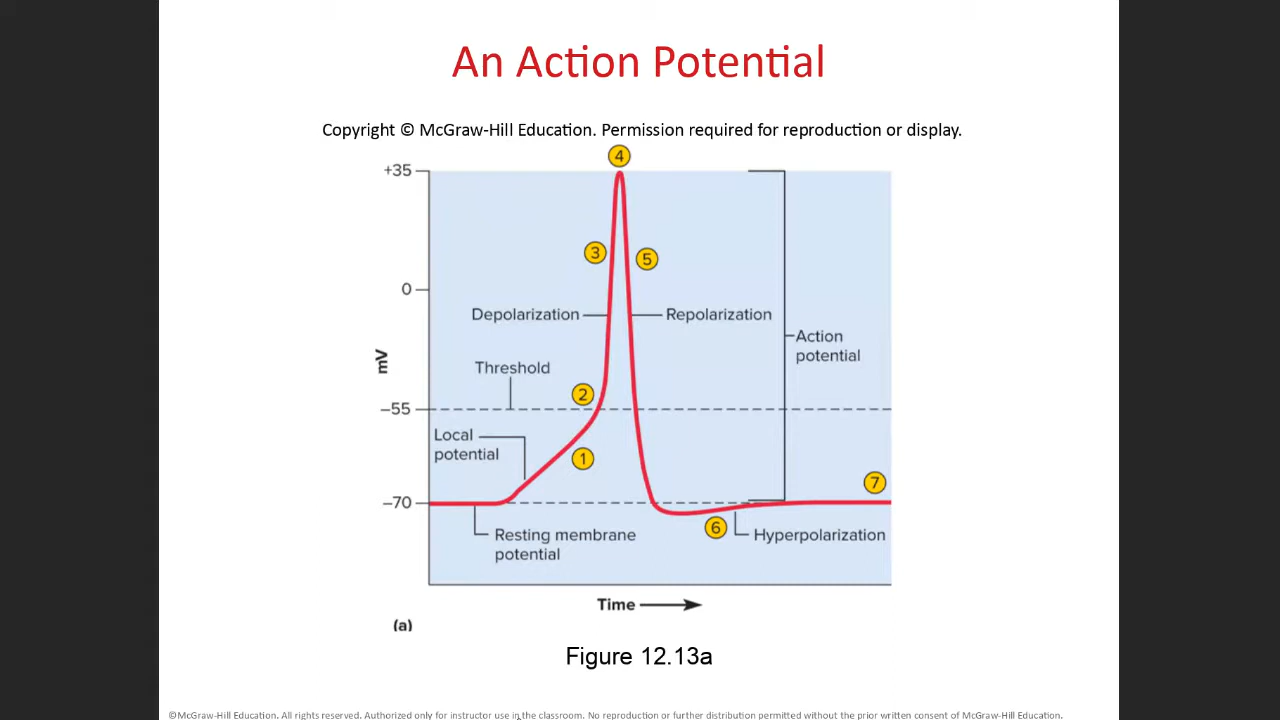 An Action Potential
Copyright © McGraw-Hill Education. Permission required for reproduction or display.
4
+35
3
5
0
Depolarization
Repolarization
Action
potential
mV
Threshold
2
–55
Local
potential
1
7
–70
6
Resting membrane
potential
Hyperpolarization
Time
(a)
Figure 12.13a
©McGraw-Hill Education. All rights reserved. Authorized only for instructor use in the classroom. No reproduction or further distribution permitted without the prior written consent of McGraw-Hill Education.